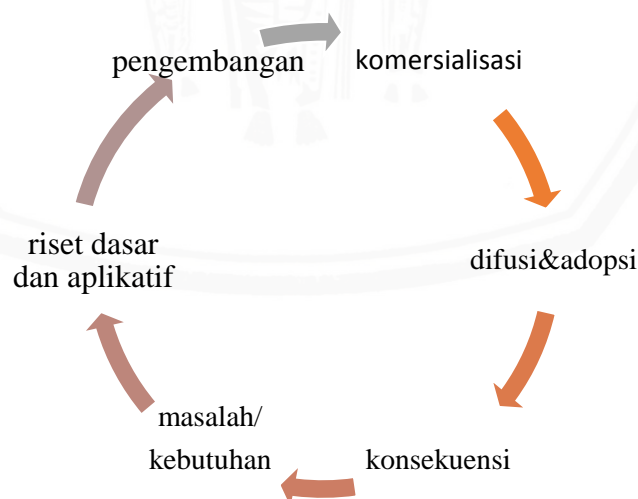 pengembangan
komersialisasi
difusi&adopsi
konsekuensi
masalah/
kebutuhan
riset dasar
dan aplikatif